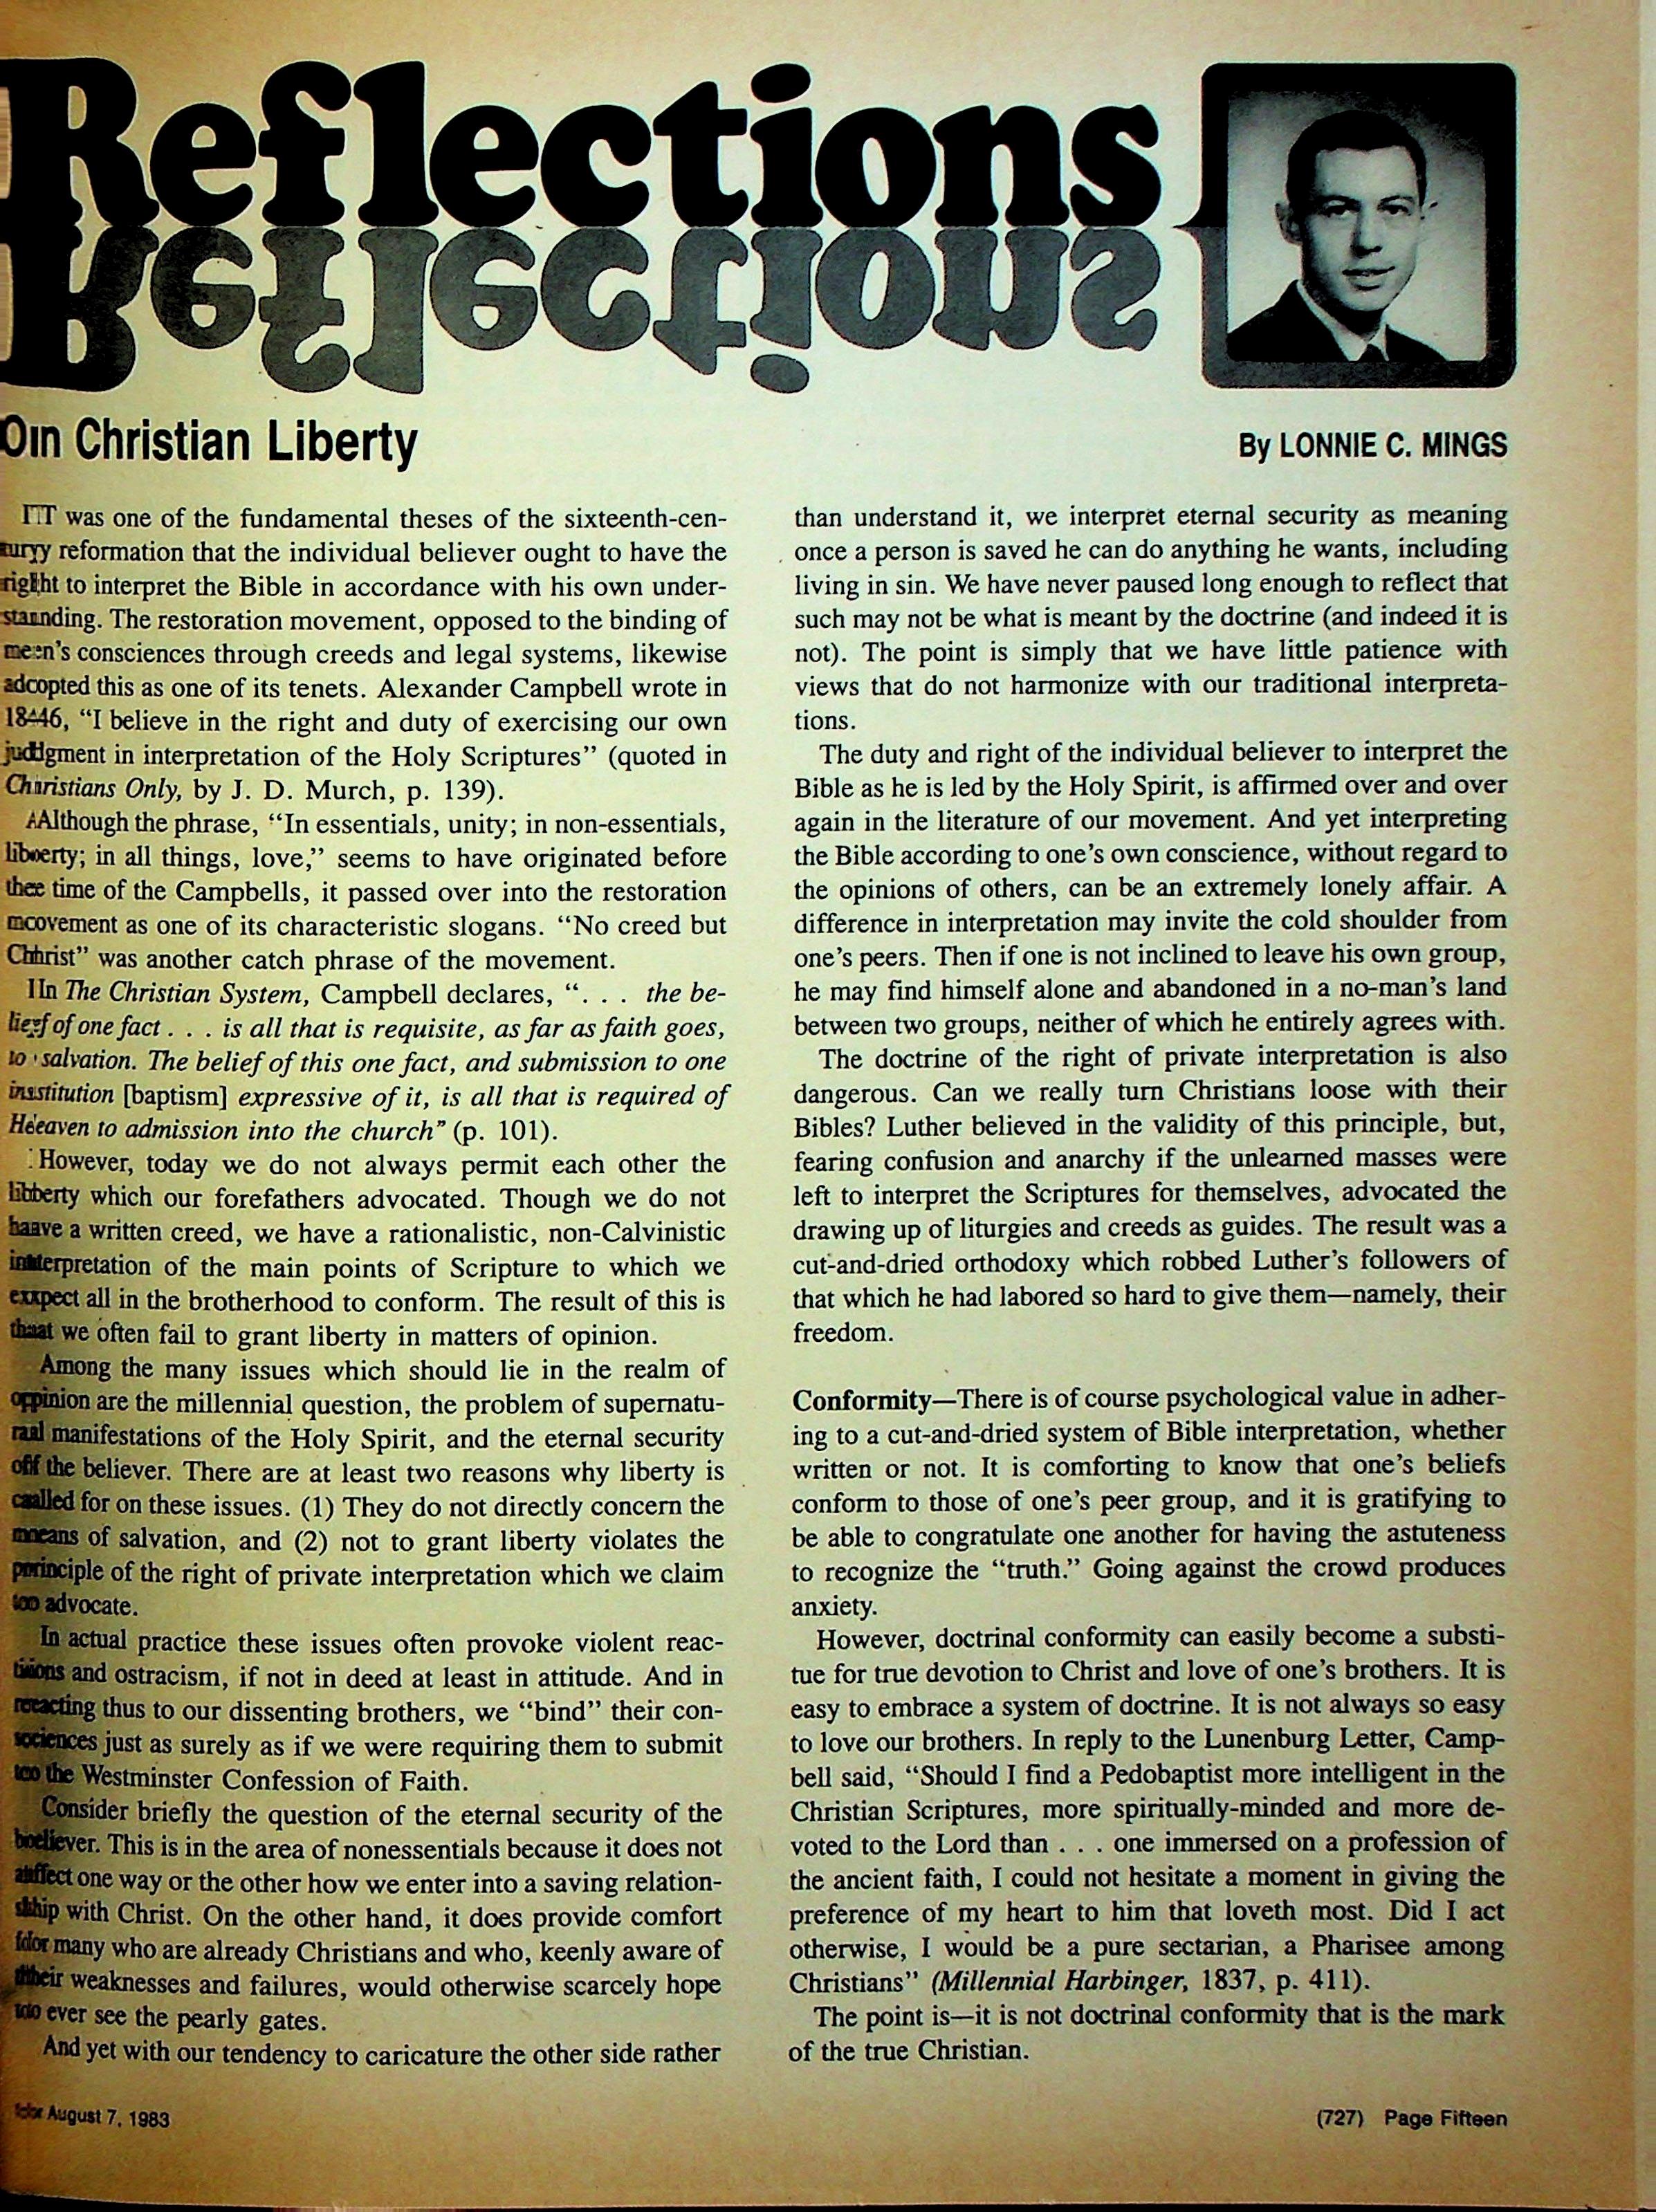 Reflections
On Christian Liberty
By LONNIE C. MINGS
IT was one of the fundamental theses of the sixteenth-cen-
tury reformation that the individual believer ought to have the
right to interpret the Bible in accordance with his own under-
standing. The restoration movement, opposed to the binding of
men's consciences through creeds and legal systems, likewise
adopted this as one of its tenets. Alexander Campbell wrote in
1846, “I believe in the right and duty of exercising our own
judgment in interpretation of the Holy Scriptures” (quoted in
Christians Only, by J. D. Murch, p. 139).
Although the phrase, “In essentials, unity; in non-essentials,
liberty; in all things, love,” seems to have originated before
the time of the Campbells, it passed over into the restoration
movement as one of its characteristic slogans. “No creed but
Christ” was another catch phrase of the movement.
In The Christian System, Campbell declares, “. . . the be-
lief of one fact . . . is all that is requisite, as far as faith goes,
to salvation. The belief of this one fact, and submission to one
institution [baptism] expressive of it, is all that is required of
Heaven to admission into the church” (p. 101).
However, today we do not always permit each other the
liberty which our forefathers advocated. Though we do not
have a written creed, we have a rationalistic, non-Calvinistic
interpretation of the main points of Scripture to which we
expect all in the brotherhood to conform. The result of this is
that we often fail to grant liberty in matters of opinion.
Among the many issues which should lie in the realm of
opinion are the millennial question, the problem of supernatu-
ral manifestations of the Holy Spirit, and the eternal security
of the believer. There are at least two reasons why liberty is
called for on these issues. (1) They do not directly concern the
means of salvation, and (2) not to grant liberty violates the
principle of the right of private interpretation which we claim
to advocate.
In actual practice these issues often provoke violent reac-
tions and ostracism, if not in deed at least in attitude. And in
reacting thus to our dissenting brothers, we “bind” their con-
sciences just as surely as if we were requiring them to submit
to the Westminster Confession of Faith.
Consider briefly the question of the eternal security of the
believer. This is in the area of nonessentials because it does not
affect one way or the other how we enter into a saving relation-
ship with Christ. On the other hand, it does provide comfort
for many who are already Christians and who, keenly aware of
their weaknesses and failures, would otherwise scarcely hope
to ever see the pearly gates.
And yet with our tendency to caricature the other side rather
than understand it, we interpret eternal security as meaning
once a person is saved he can do anything he wants, including
living in sin. We have never paused long enough to reflect that
such may not be what is meant by the doctrine (and indeed it is
not). The point is simply that we have little patience with
views that do not harmonize with our traditional interpreta-
tions.
The duty and right of the individual believer to interpret the
Bible as he is led by the Holy Spirit, is affirmed over and over
again in the literature of our movement. And yet interpreting
the Bible according to one's own conscience, without regard to
the opinions of others, can be an extremely lonely affair. A
difference in interpretation may invite the cold shoulder from
one's peers. Then if one is not inclined to leave his own group,
he may find himself alone and abandoned in a no-man's land
between two groups, neither of which he entirely agrees with.
The doctrine of the right of private interpretation is also
dangerous. Can we really turn Christians loose with their
Bibles? Luther believed in the validity of this principle, but,
fearing confusion and anarchy if the unlearned masses were
left to interpret the Scriptures for themselves, advocated the
drawing up of liturgies and creeds as guides. The result was a
cut-and-dried orthodoxy which robbed Luther's followers of
that which he had labored so hard to give them—namely, their
freedom.
Conformity—There is of course psychological value in adher-
ing to a cut-and-dried system of Bible interpretation, whether
written or not. It is comforting to know that one's beliefs
conform to those of one's peer group, and it is gratifying to
be able to congratulate one another for having the astuteness
to recognize the “truth.” Going against the crowd produces
anxiety.
However, doctrinal conformity can easily become a substi-
tue for true devotion to Christ and love of one's brothers. It is
easy to embrace a system of doctrine. It is not always so easy
to love our brothers. In reply to the Lunenburg Letter, Camp-
bell said, “Should I find a Pedobaptist more intelligent in the
Christian Scriptures, more spiritually-minded and more de-
voted to the Lord than . . . one immersed on a profession of
the ancient faith, I could not hesitate a moment in giving the
preference of my heart to him that loveth most. Did I act
otherwise, I would be a pure sectarian, a Pharisee among
Christians” (Millennial Harbinger, 1837, p. 411).
The point is—it is not doctrinal conformity that is the mark
of the true Christian.
for August 7, 1983
(727) Page Fifteen